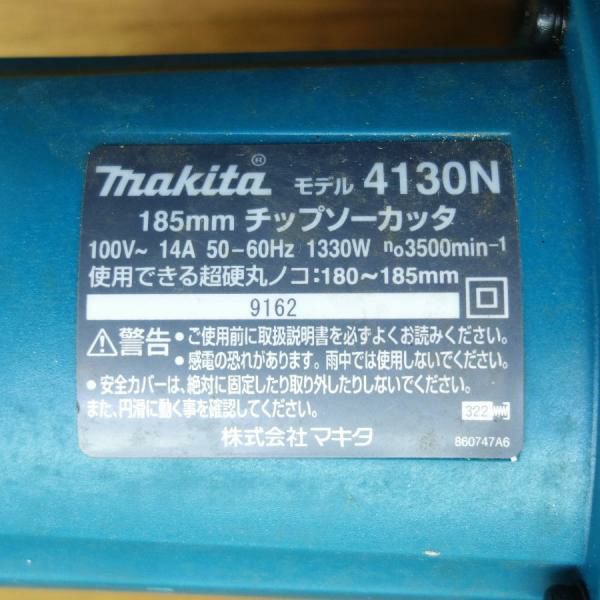 makita® モデル 4130N
185mm チップソーカッタ
100V~ 14A 50-60Hz 1330W n₀3500min⁻¹
使用できる超硬丸ノコ:180~185mm
9162
警告 •ご使用前に取扱説明書を必ずよくお読みください。
•感電の恐れがあります。雨中では使用しないでください。
•安全カバーは、絶対に固定したり取り外したりしないでください。
また、円滑に動く事を確認してください。
322
株式会社マキタ
860747A6